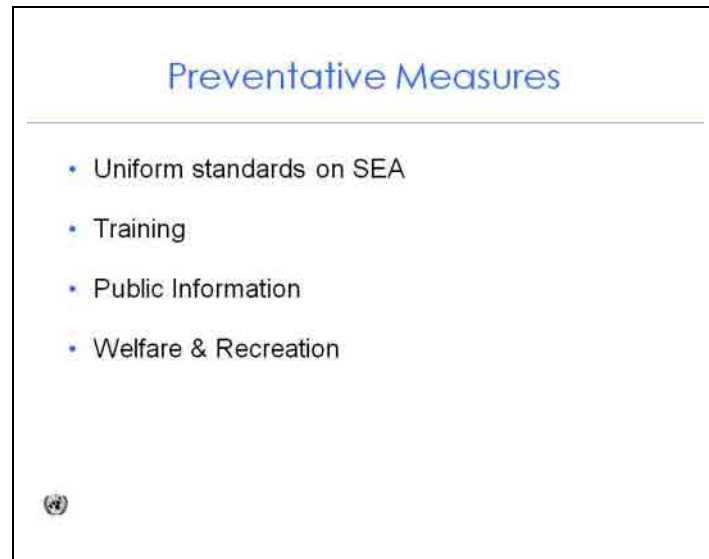 Preventative Measures
• Uniform standards on SEA
• Training
• Public Information
• Welfare & Recreation